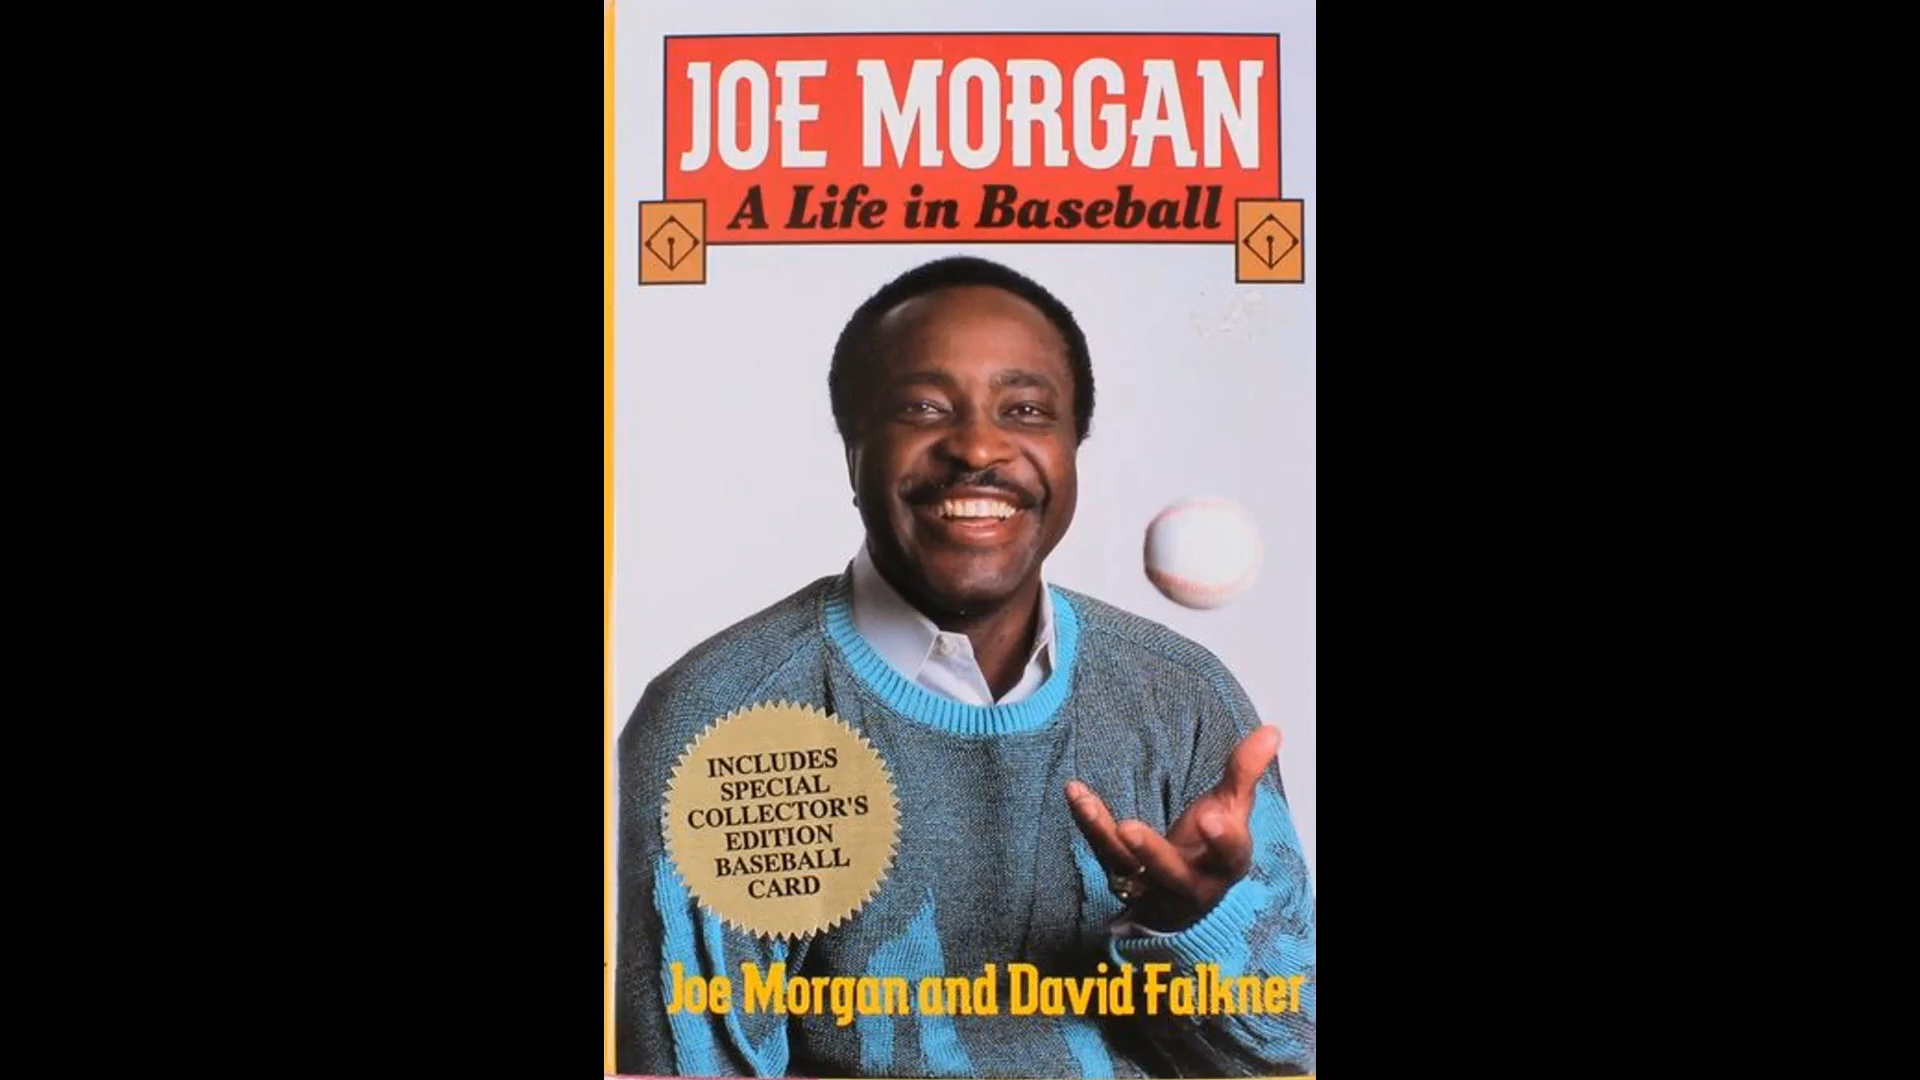 JOE MORGAN
A Life in Baseball
INCLUDES
SPECIAL
COLLECTOR'S
EDITION
BASEBALL
CARD
Joe Morgan and David Falkner